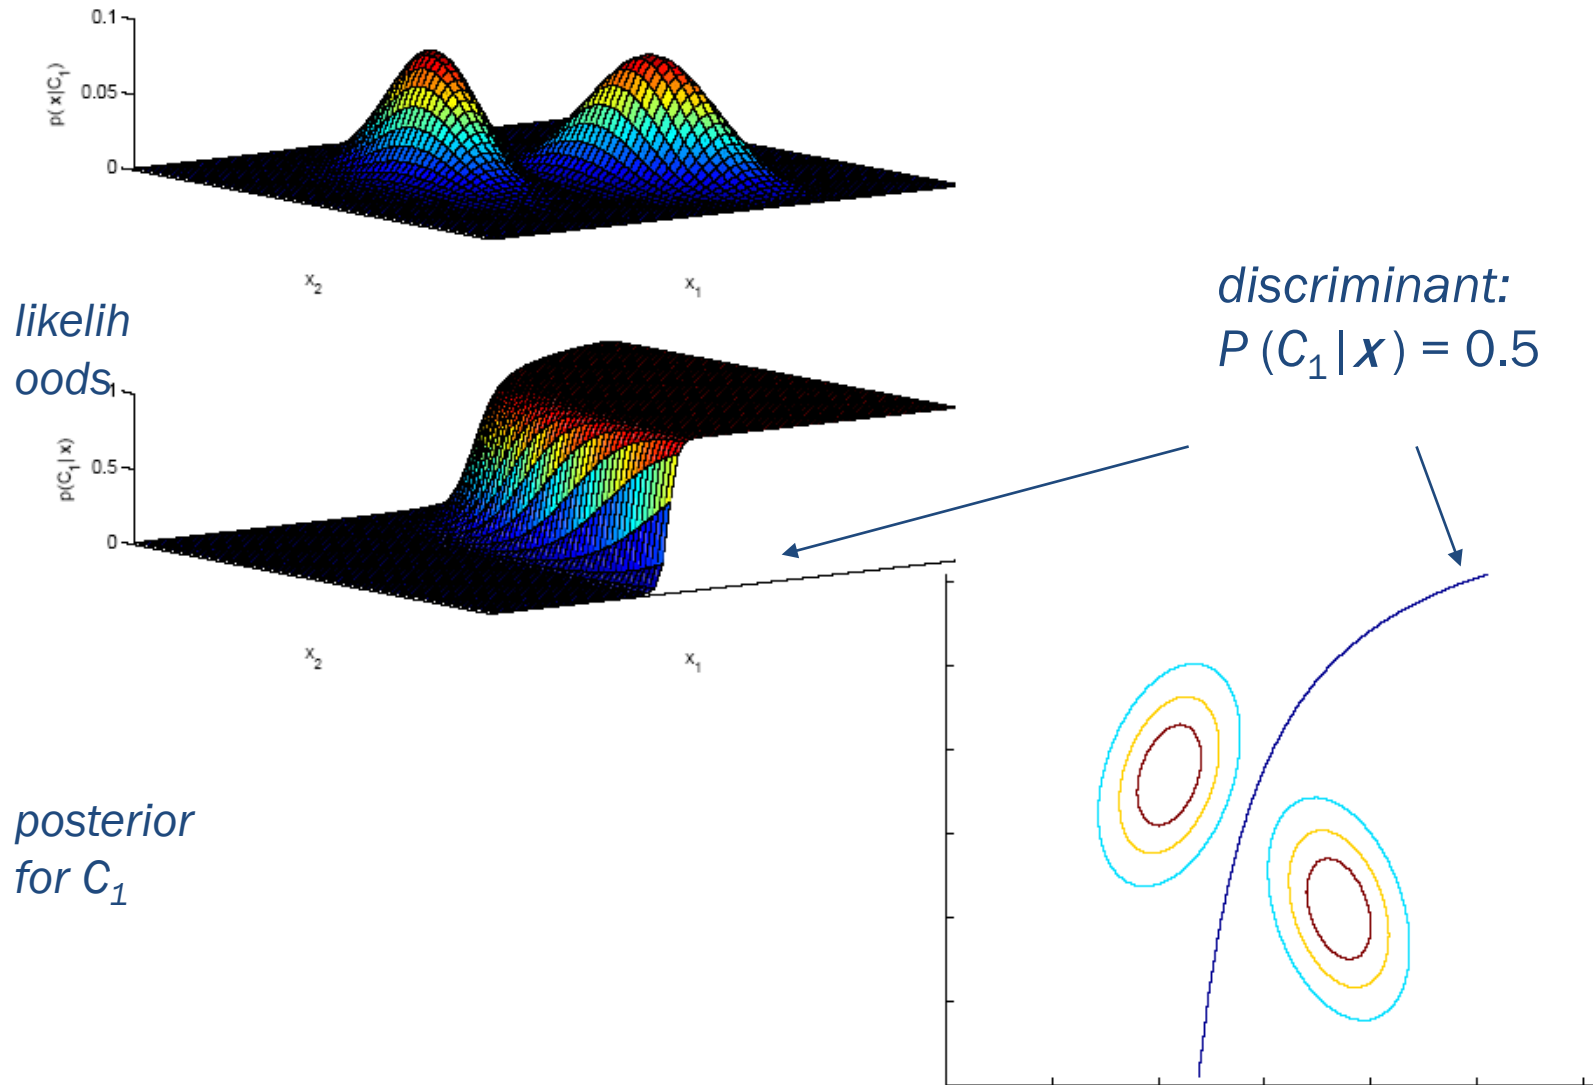 0.1
0.05
0
p( x|C1)
x2
x1
likelih
oods
1
0.5
0
p(C1| x)
x2
x1
discriminant:
P (C1|x ) = 0.5
posterior
for C1